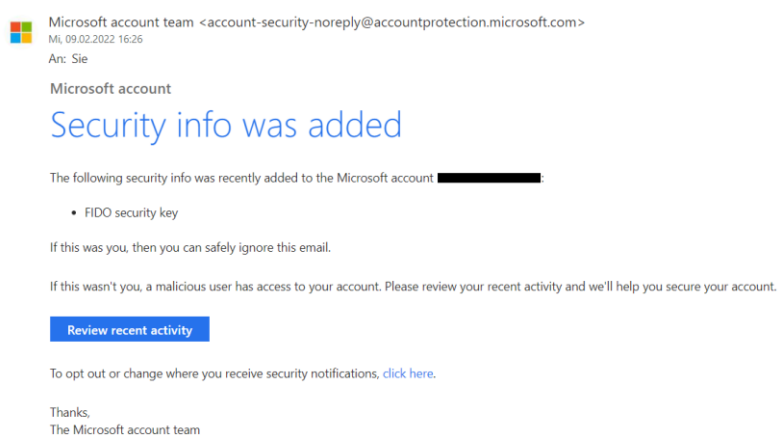 Microsoft account team <account-security-noreply@accountprotection.microsoft.com>
Mi, 09.02.2022 16:26
An: Sie
Microsoft account
Security info was added
The following security info was recently added to the Microsoft account :
• FIDO security key
If this was you, then you can safely ignore this email.
If this wasn't you, a malicious user has access to your account. Please review your recent activity and we'll help you secure your account.
Review recent activity
To opt out or change where you receive security notifications, click here.
Thanks,
The Microsoft account team